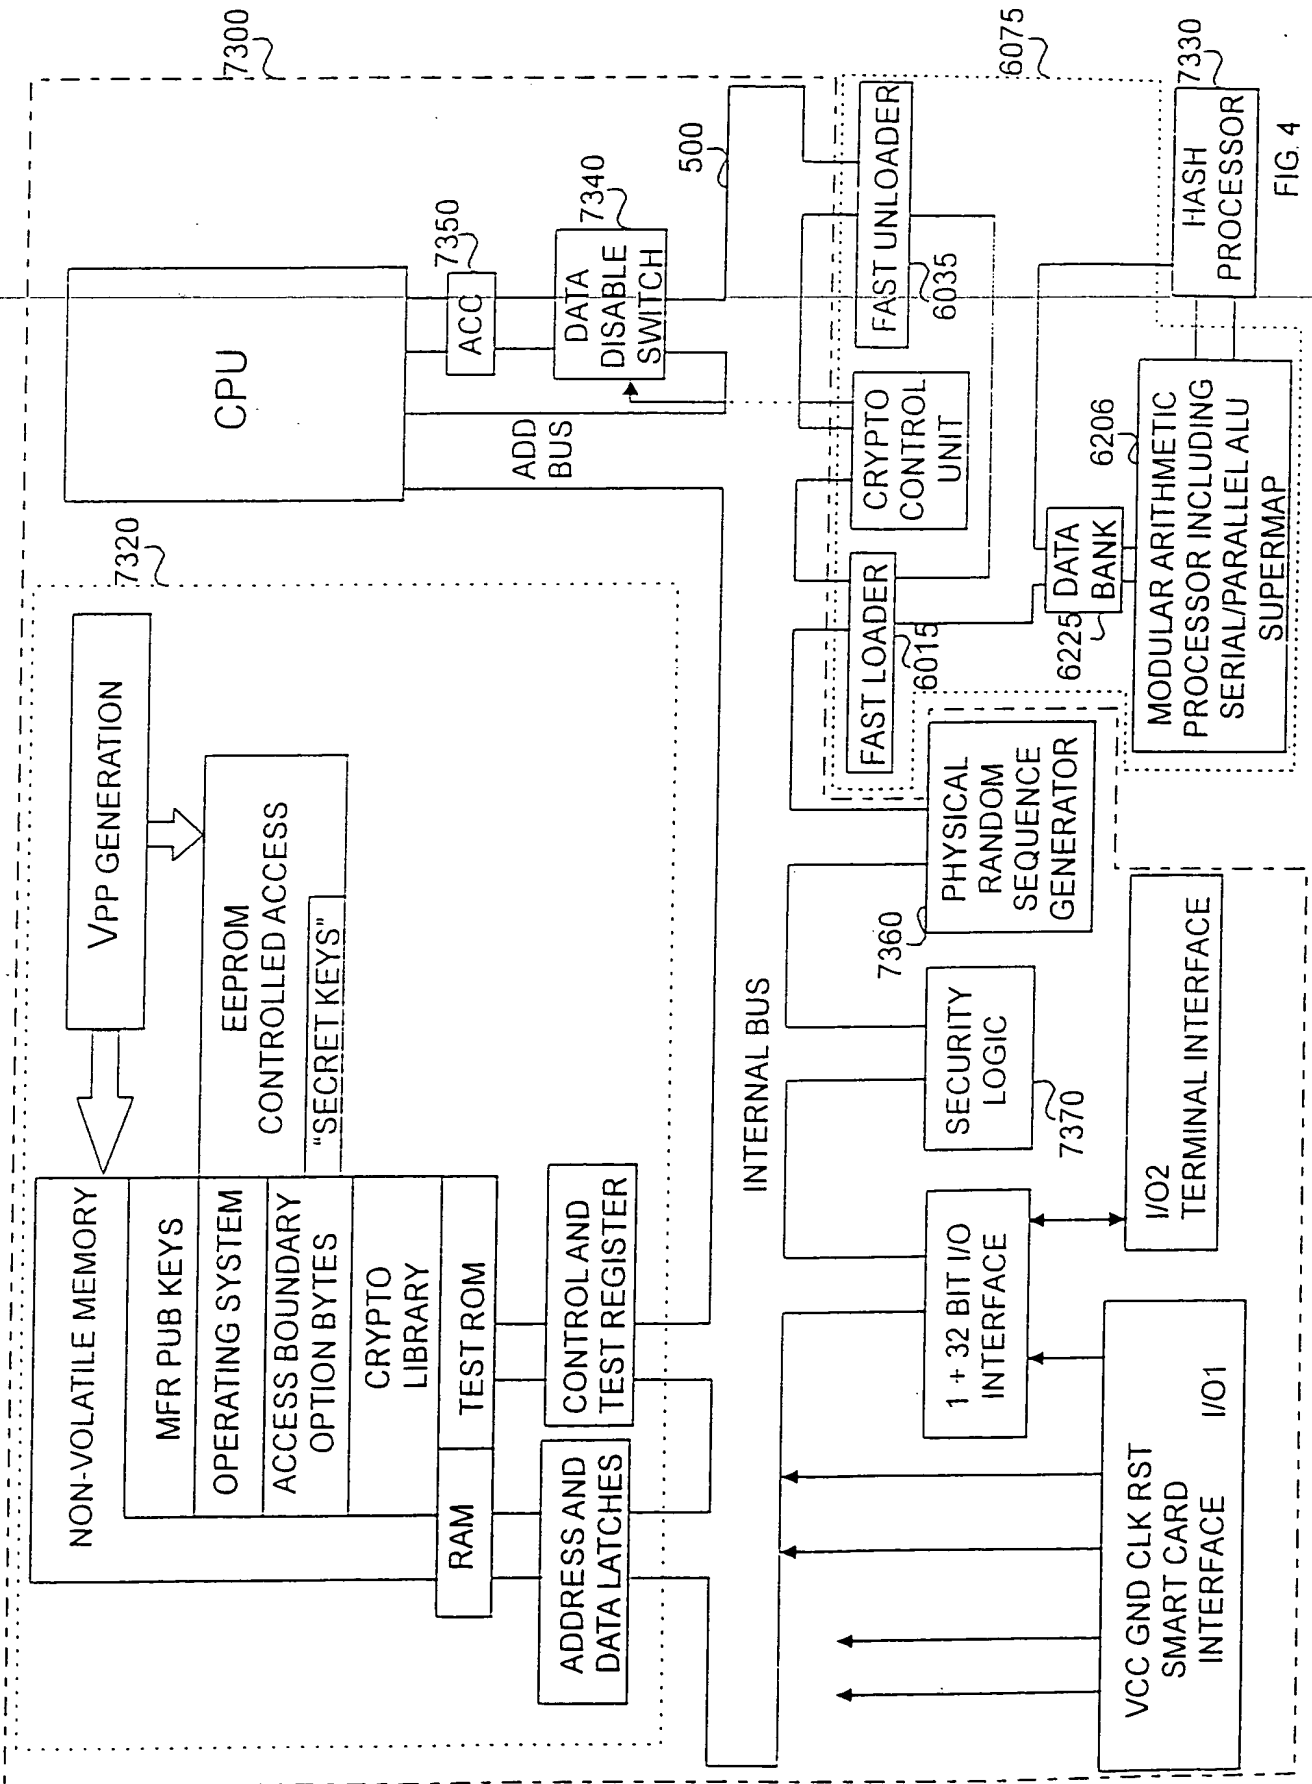 7300
7320
NON-VOLATILE MEMORY
MFR PUB KEYS
OPERATING SYSTEM
ACCESS BOUNDARY
OPTION BYTES
CRYPTO
LIBRARY
RAM
TEST ROM
VPP GENERATION
EEPROM
CONTROLLED ACCESS
"SECRET KEYS"
ADDRESS AND
DATA LATCHES
CONTROL AND
TEST REGISTER
CPU
ADD
BUS
ACC
7350
DATA
DISABLE
SWITCH
7340
500
INTERNAL BUS
VCC GND CLK RST
SMART CARD
INTERFACE
I/O1
1 + 32 BIT I/O
INTERFACE
I/O2
TERMINAL INTERFACE
SECURITY
LOGIC
7370
PHYSICAL
RANDOM
SEQUENCE
GENERATOR
7360
FAST LOADER
6015
CRYPTO
CONTROL
UNIT
FAST UNLOADER
6035
6075
DATA
BANK
6225
MODULAR ARITHMETIC
PROCESSOR INCLUDING
SERIAL/PARALLEL ALU
SUPERMAP
6206
HASH
PROCESSOR
7330
FIG. 4